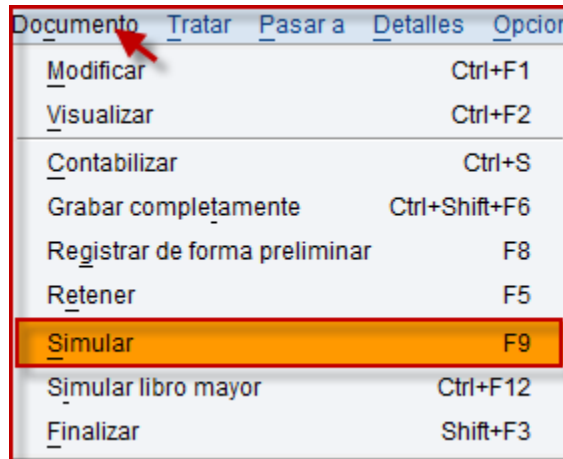 Documento Tratar Pasar a Detalles Opcion
Modificar Ctrl+F1
Visualizar Ctrl+F2
Contabilizar Ctrl+S
Grabar completamente Ctrl+Shift+F6
Registrar de forma preliminar F8
Retener F5
Simular F9
Simular libro mayor Ctrl+F12
Finalizar Shift+F3